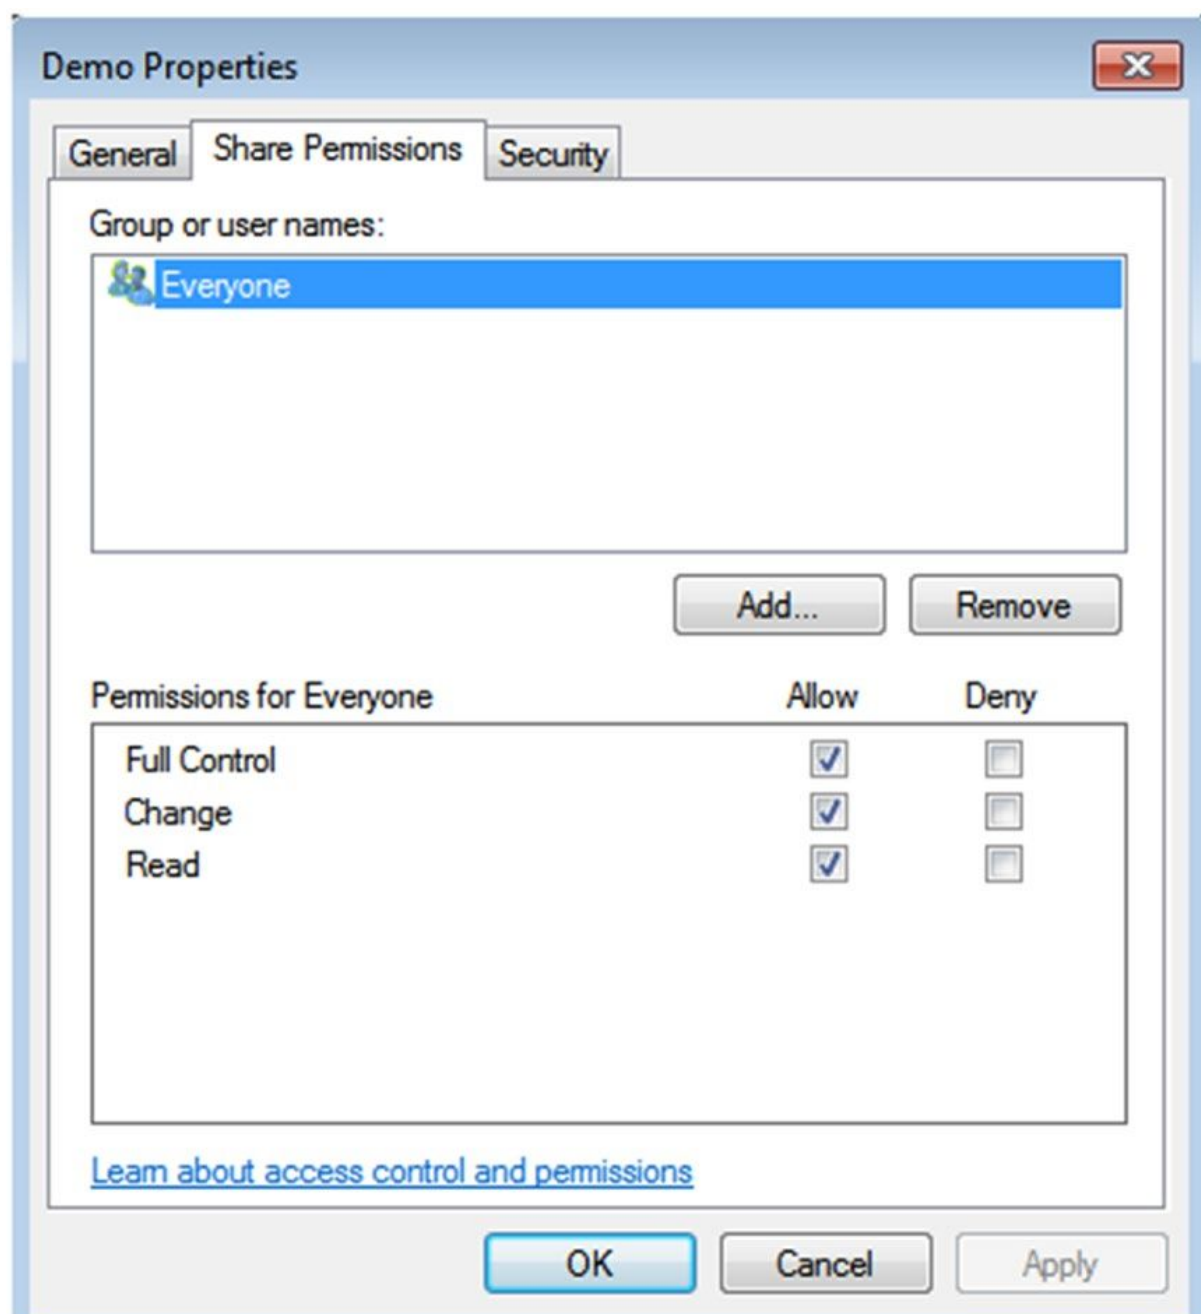 Demo Properties
General Share Permissions Security
Group or user names:
Everyone
Add... Remove
Permissions for Everyone Allow Deny
Full Control
Change
Read
Learn about access control and permissions
OK Cancel Apply